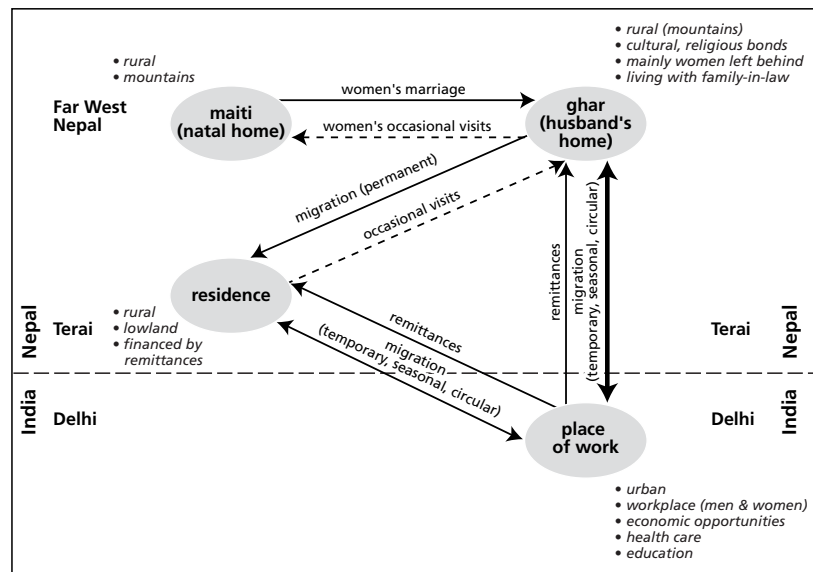 • rural
• mountains
• rural (mountains)
• cultural, religious bonds
• mainly women left behind
• living with family-in-law
Far West
Nepal
maiti
(natal home)
women's marriage
women's occasional visits
ghar
(husband's
home)
migration (permanent)
occasional visits
remittances
migration
(temporary, seasonal, circular)
residence
Nepal
Terai
• rural
• lowland
• financed by
remittances
remittances
migration
(temporary, seasonal, circular)
Terai
Nepal
India
Delhi
place
of work
Delhi
India
• urban
• workplace (men & women)
• economic opportunities
• health care
• education